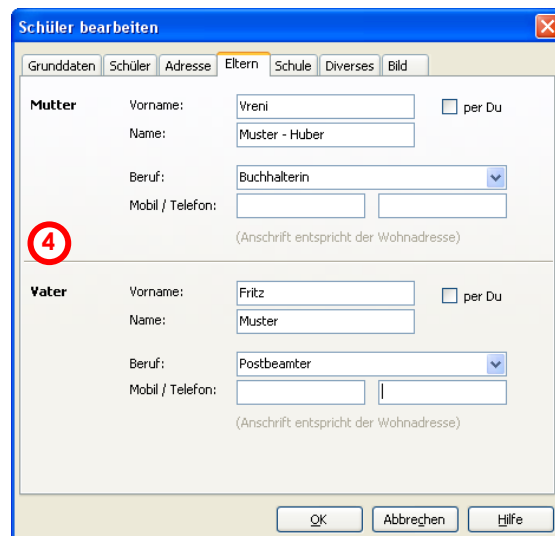 Schüler bearbeiten
Grunddaten Schüler Adresse Eltern Schule Diverses Bild
Mutter Vorname: Vreni per Du
Name: Muster - Huber
Beruf: Buchhalterin
Mobil / Telefon:
(Anschrift entspricht der Wohnadresse)
4
Vater Vorname: Fritz per Du
Name: Muster
Beruf: Postbeamter
Mobil / Telefon:
(Anschrift entspricht der Wohnadresse)
OK Abbrechen Hilfe